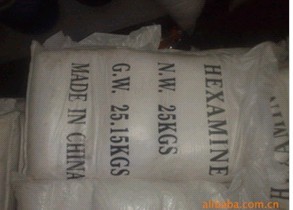 HEXAMINE
N.W. 25KGS
G.W. 25.15KGS
MADE IN CHINA
alibaba.com.cn